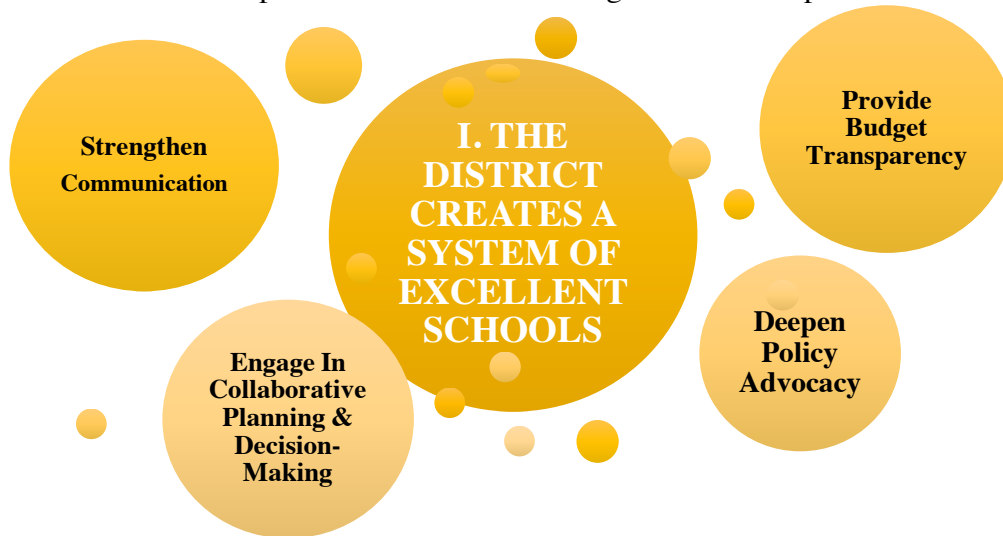 Strengthen
Communication
I. THE
DISTRICT
CREATES A
SYSTEM OF
EXCELLENT
SCHOOLS
Provide
Budget
Transparency
Engage In
Collaborative
Planning &
Decision-
Making
Deepen
Policy
Advocacy